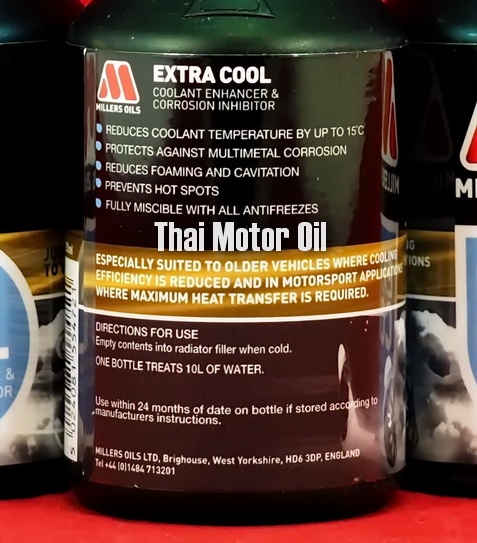 EXTRA COOL
COOLANT ENHANCER &
CORROSION INHIBITOR
MILLERS OILS
REDUCES COOLANT TEMPERATURE BY UP TO 15°C
PROTECTS AGAINST MULTIMETAL CORROSION
REDUCES FOAMING AND CAVITATION
PREVENTS HOT SPOTS
FULLY MISCIBLE WITH ALL ANTIFREEZES
Thai Motor Oil
ESPECIALLY SUITED TO OLDER VEHICLES WHERE COOLING
EFFICIENCY IS REDUCED AND IN MOTORSPORT APPLICATIONS
WHERE MAXIMUM HEAT TRANSFER IS REQUIRED.
DIRECTIONS FOR USE
Empty contents into radiator filler when cold.
ONE BOTTLE TREATS 10L OF WATER.
Use within 24 months of date on bottle if stored according to
manufacturers instructions.
MILLERS OILS LTD, Brighouse, West Yorkshire, HD6 3DP, ENGLAND
Tel +44 (0)1484 713201